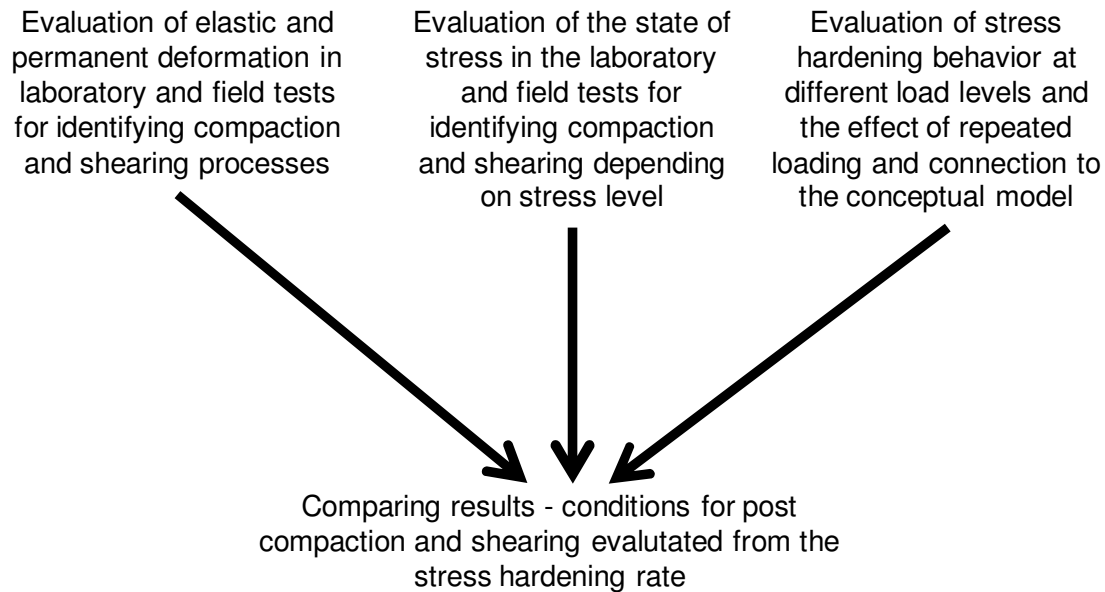 Evaluation of elastic and
permanent deformation in
laboratory and field tests
for identifying compaction
and shearing processes
Evaluation of the state of
stress in the laboratory
and field tests for
identifying compaction
and shearing depending
on stress level
Evaluation of stress
hardening behavior at
different load levels and
the effect of repeated
loading and connection to
the conceptual model
Comparing results - conditions for post
compaction and shearing evalutated from the
stress hardening rate